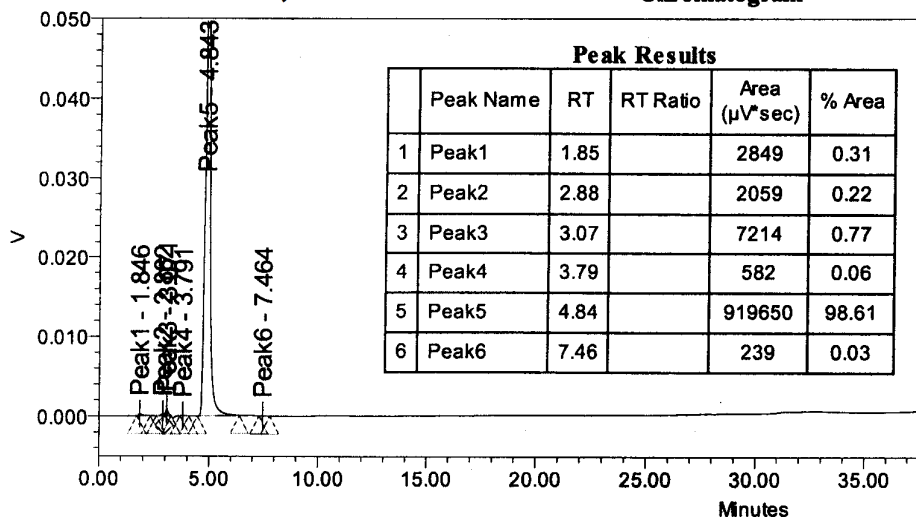 Peak Results
Peak Name RT RT Ratio Area (µV*sec) % Area
1 Peak1 1.85 2849 0.31
2 Peak2 2.88 2059 0.22
3 Peak3 3.07 7214 0.77
4 Peak4 3.79 582 0.06
5 Peak5 4.84 919650 98.61
6 Peak6 7.46 239 0.03
V
0.050
0.040
0.030
0.020
0.010
0.000
Peak1 - 1.846
Peak4 - 3.791
Peak5 - 4.843
Peak6 - 7.464
0.00 5.00 10.00 15.00 20.00 25.00 30.00 35.00
Minutes